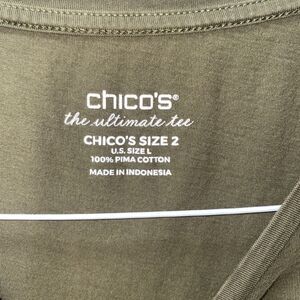 chico's®
the ultimate tee
CHICO'S SIZE 2
U.S. SIZE L
100% PIMA COTTON
MADE IN INDONESIA